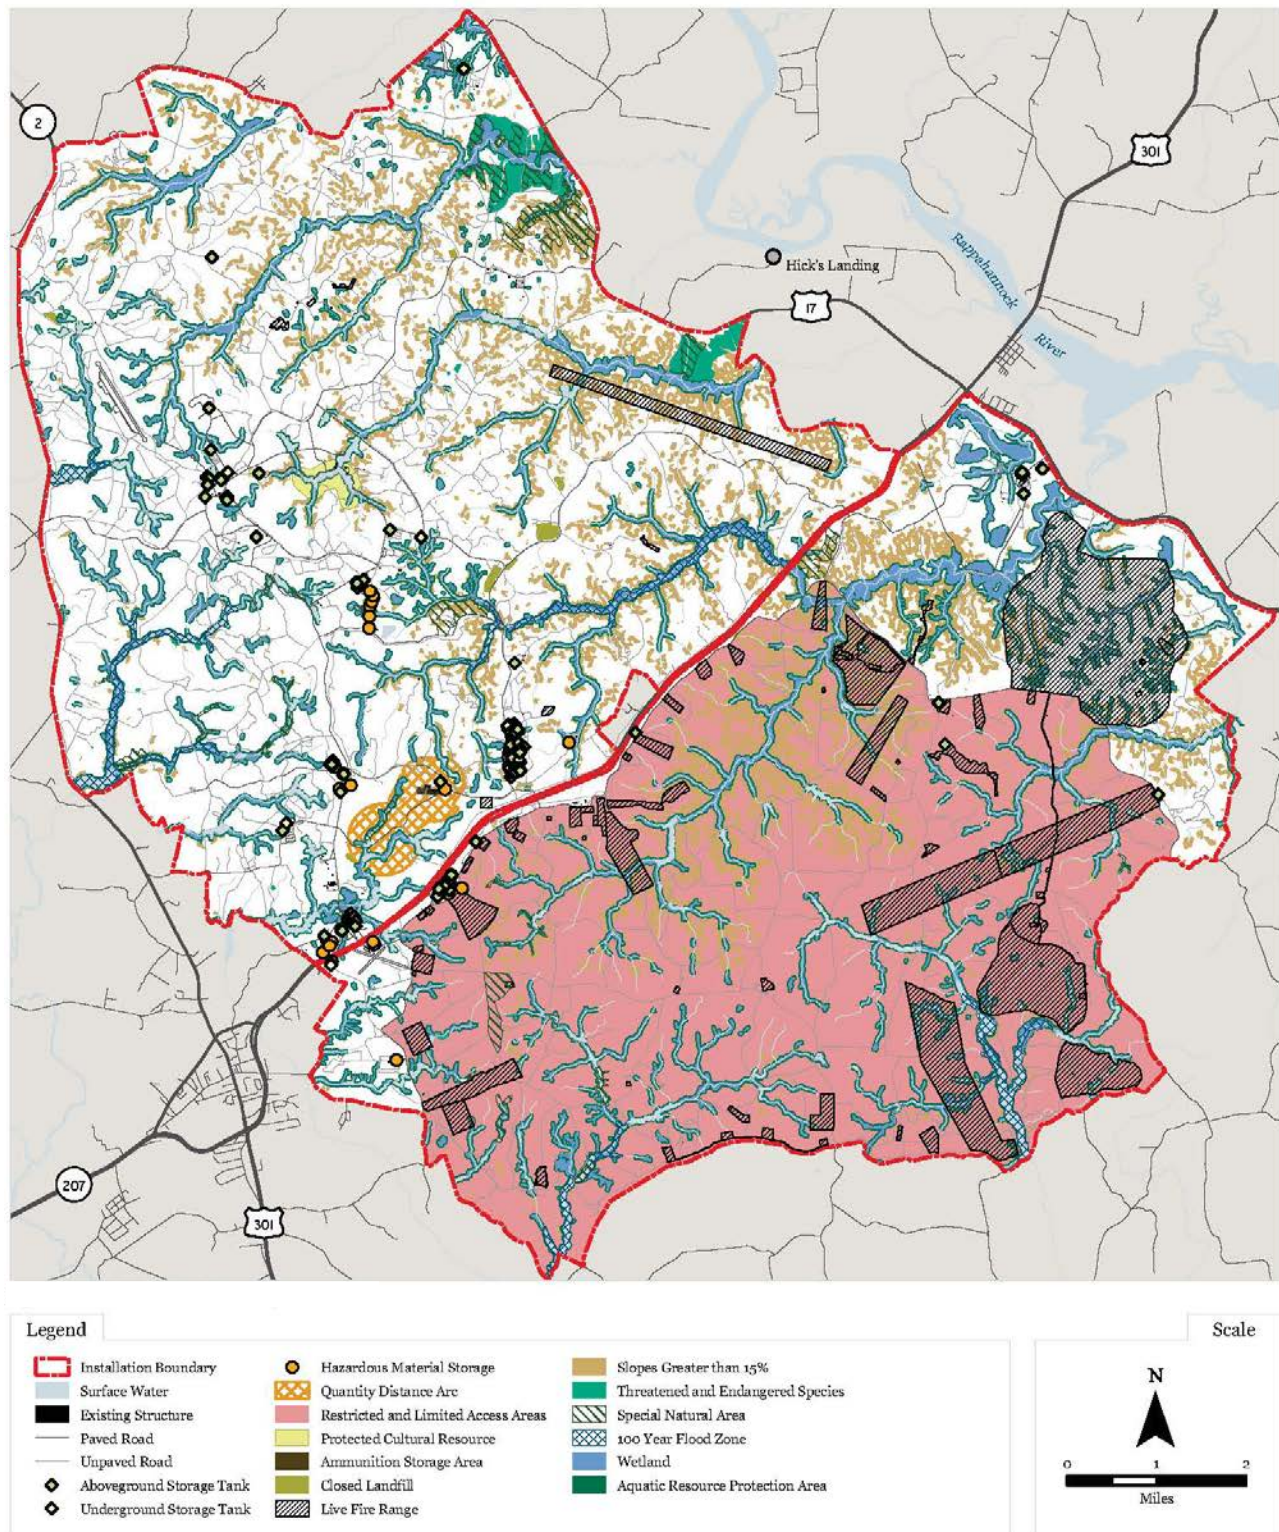 2
301
Rappahannock
Hick's Landing
17
River
207
301
Legend
Installation Boundary
Surface Water
Existing Structure
Paved Road
Unpaved Road
Aboveground Storage Tank
Underground Storage Tank
Hazardous Material Storage
Quantity Distance Arc
Restricted and Limited Access Areas
Protected Cultural Resource
Ammunition Storage Area
Closed Landfill
Live Fire Range
Slopes Greater than 15%
Threatened and Endangered Species
Special Natural Area
100 Year Flood Zone
Wetland
Aquatic Resource Protection Area
Scale
N
0 1 2
Miles